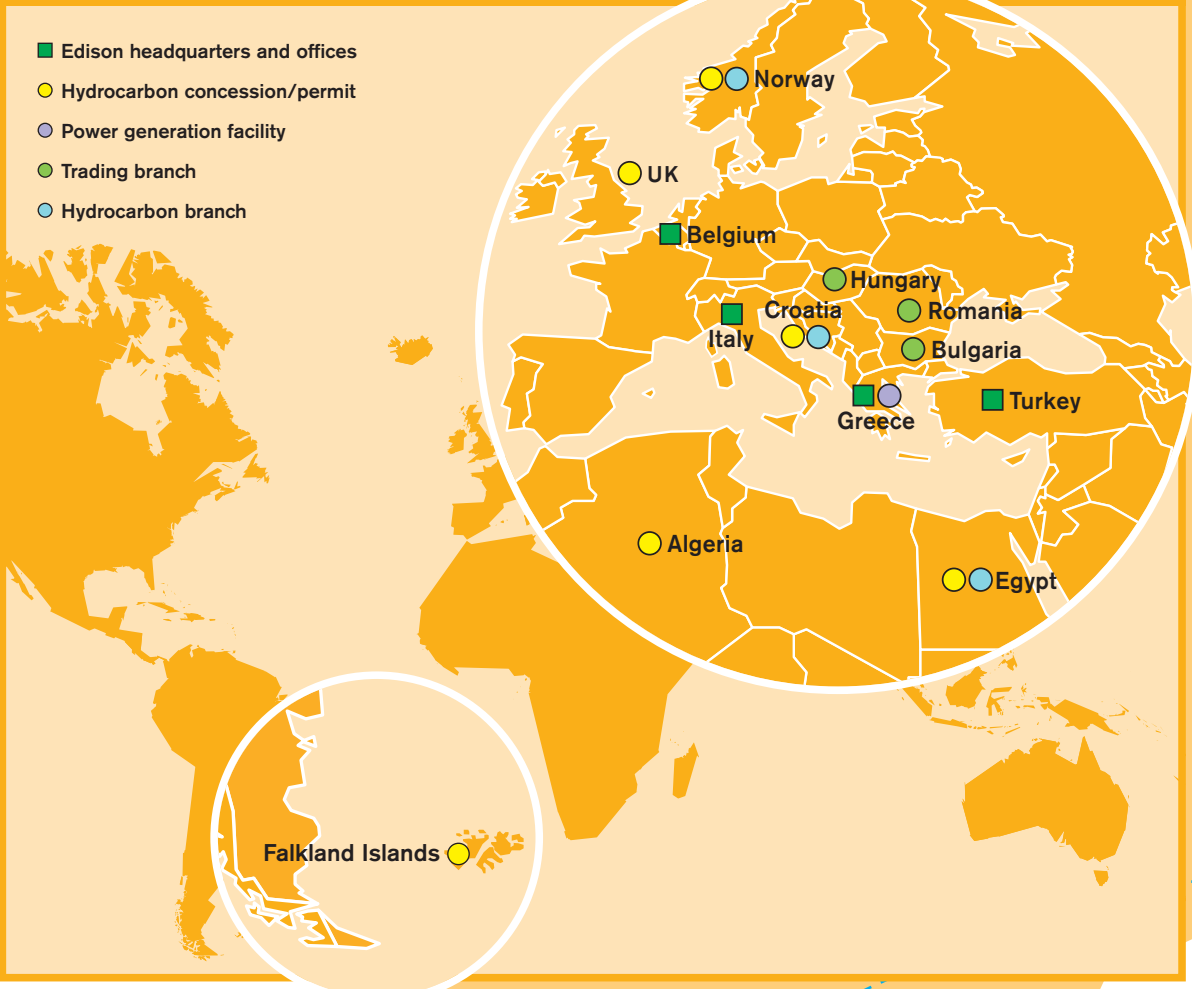 Edison headquarters and offices
Hydrocarbon concession/permit
Power generation facility
Trading branch
Hydrocarbon branch
Norway
UK
Belgium
Hungary
Croatia
Romania
Italy
Bulgaria
Turkey
Greece
Algeria
Egypt
Falkland Islands